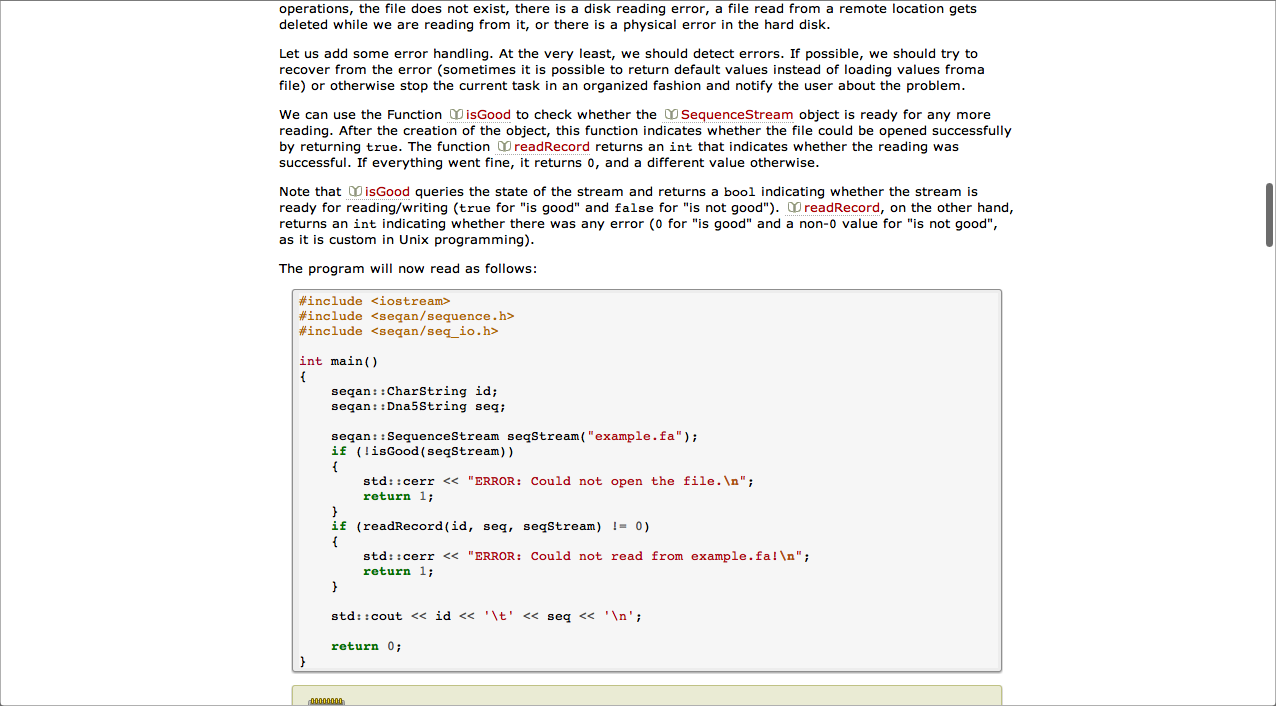 operations, the file does not exist, there is a disk reading error, a file read from a remote location gets
deleted while we are reading from it, or there is a physical error in the hard disk.
Let us add some error handling. At the very least, we should detect errors. If possible, we should try to
recover from the error (sometimes it is possible to return default values instead of loading values froma
file) or otherwise stop the current task in an organized fashion and notify the user about the problem.
We can use the Function isGood to check whether the SequenceStream object is ready for any more
reading. After the creation of the object, this function indicates whether the file could be opened successfully
by returning true. The function readRecord returns an int that indicates whether the reading was
successful. If everything went fine, it returns 0, and a different value otherwise.
Note that isGood queries the state of the stream and returns a bool indicating whether the stream is
ready for reading/writing (true for "is good" and false for "is not good"). readRecord, on the other hand,
returns an int indicating whether there was any error (0 for "is good" and a non-0 value for "is not good",
as it is custom in Unix programming).
The program will now read as follows:
#include <iostream>
#include <seqan/sequence.h>
#include <seqan/seq_io.h>
int main()
{
    seqan::CharString id;
    seqan::Dna5String seq;
    seqan::SequenceStream seqStream("example.fa");
    if (!isGood(seqStream))
    {
        std::cerr << "ERROR: Could not open the file.\n";
        return 1;
    }
    if (readRecord(id, seq, seqStream) != 0)
    {
        std::cerr << "ERROR: Could not read from example.fa!\n";
        return 1;
    }
    std::cout << id << '\t' << seq << '\n';
    return 0;
}